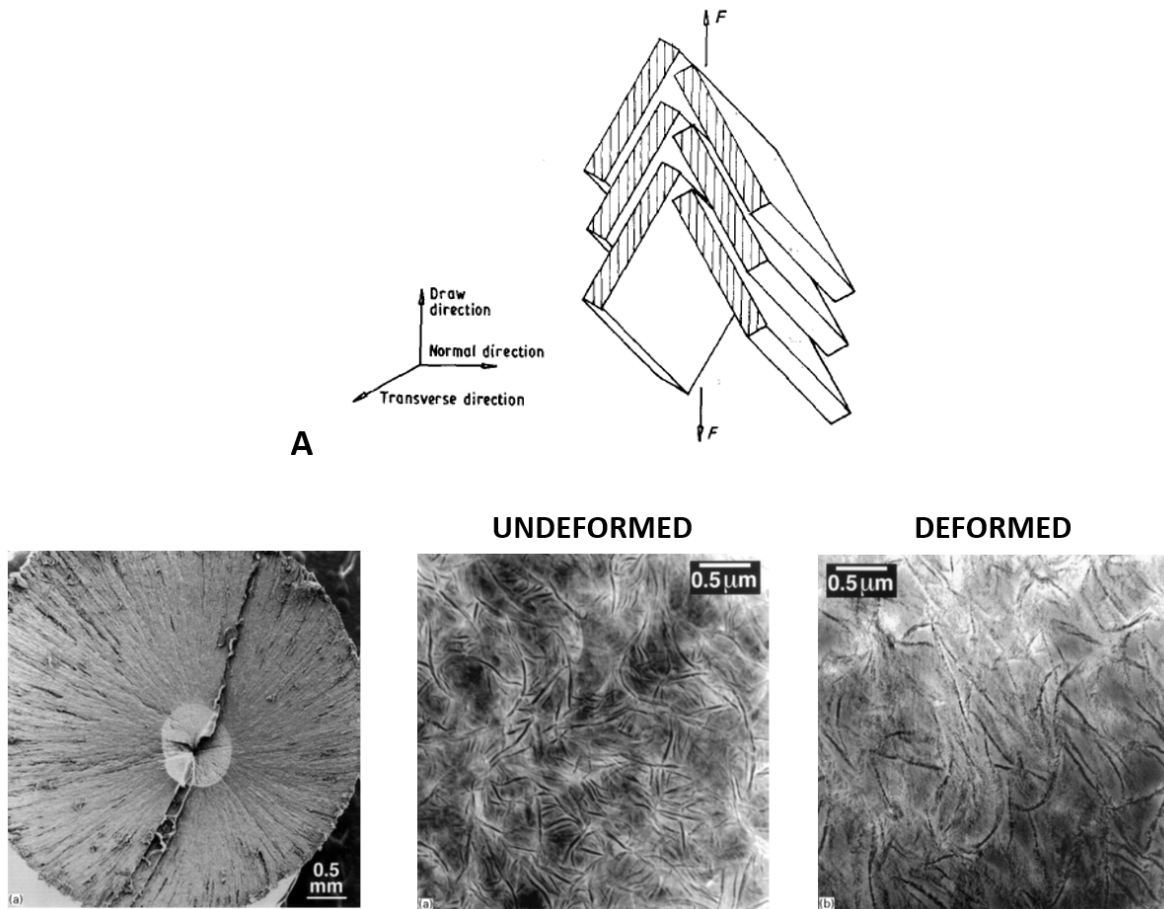 F
Draw
direction
Normal direction
Transverse direction
F
A
UNDEFORMED
DEFORMED
0.5μm
0.5μm
0.5
mm
(a)
(a)
(b)